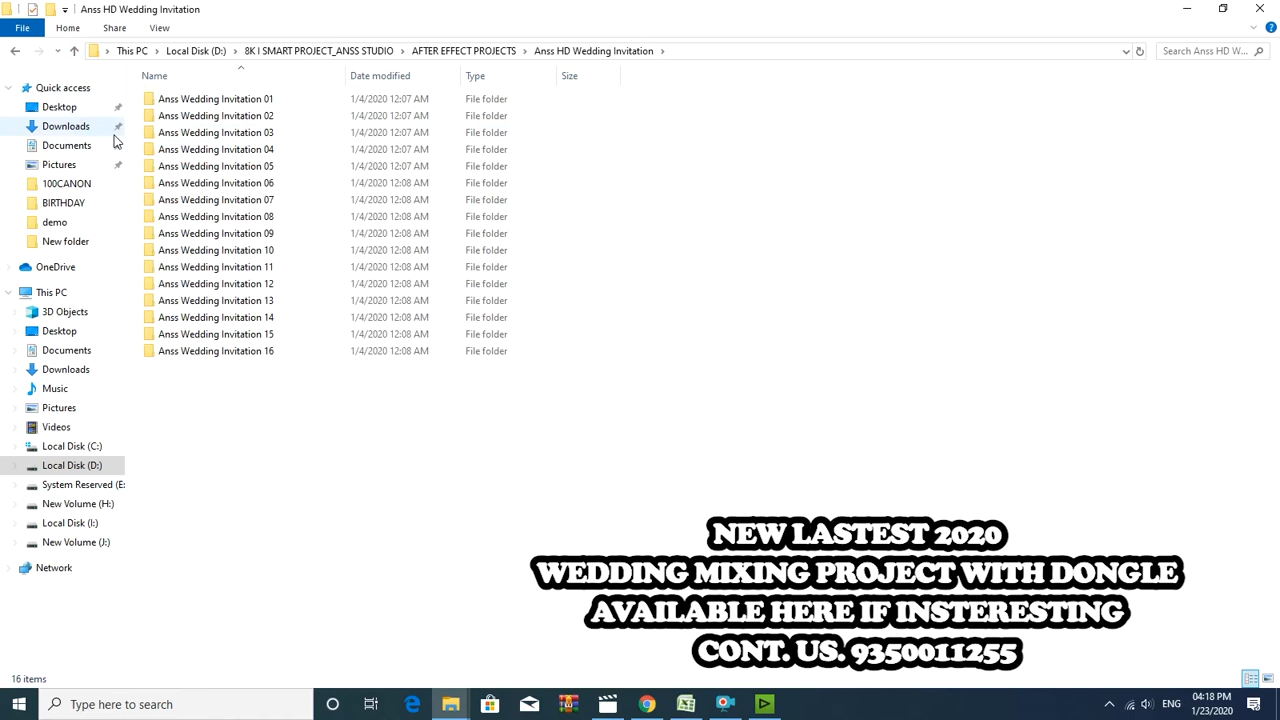 Anss HD Wedding Invitation
File Home Share View
This PC Local Disk (D:) 8K I SMART PROJECT_ANSS STUDIO AFTER EFFECT PROJECTS Anss HD Wedding Invitation Search Anss HD W...
Name Date modified Type Size
Quick access
Desktop
Downloads
Documents
Pictures
100CANON
BIRTHDAY
demo
New folder
OneDrive
This PC
3D Objects
Desktop
Documents
Downloads
Music
Pictures
Videos
Local Disk (C:)
Local Disk (D:)
System Reserved (E:
New Volume (H:)
Local Disk (I:)
New Volume (J:)
Network
Anss Wedding Invitation 01 1/4/2020 12:07 AM File folder
Anss Wedding Invitation 02 1/4/2020 12:07 AM File folder
Anss Wedding Invitation 03 1/4/2020 12:07 AM File folder
Anss Wedding Invitation 04 1/4/2020 12:07 AM File folder
Anss Wedding Invitation 05 1/4/2020 12:07 AM File folder
Anss Wedding Invitation 06 1/4/2020 12:08 AM File folder
Anss Wedding Invitation 07 1/4/2020 12:08 AM File folder
Anss Wedding Invitation 08 1/4/2020 12:08 AM File folder
Anss Wedding Invitation 09 1/4/2020 12:08 AM File folder
Anss Wedding Invitation 10 1/4/2020 12:08 AM File folder
Anss Wedding Invitation 11 1/4/2020 12:08 AM File folder
Anss Wedding Invitation 12 1/4/2020 12:08 AM File folder
Anss Wedding Invitation 13 1/4/2020 12:08 AM File folder
Anss Wedding Invitation 14 1/4/2020 12:08 AM File folder
Anss Wedding Invitation 15 1/4/2020 12:08 AM File folder
Anss Wedding Invitation 16 1/4/2020 12:08 AM File folder
NEW LASTEST 2020
WEDDING MIXING PROJECT WITH DONGLE
AVAILABLE HERE IF INSTERESTING
CONT. US. 9350011255
16 items
Type here to search
ENG
04:18 PM
1/23/2020